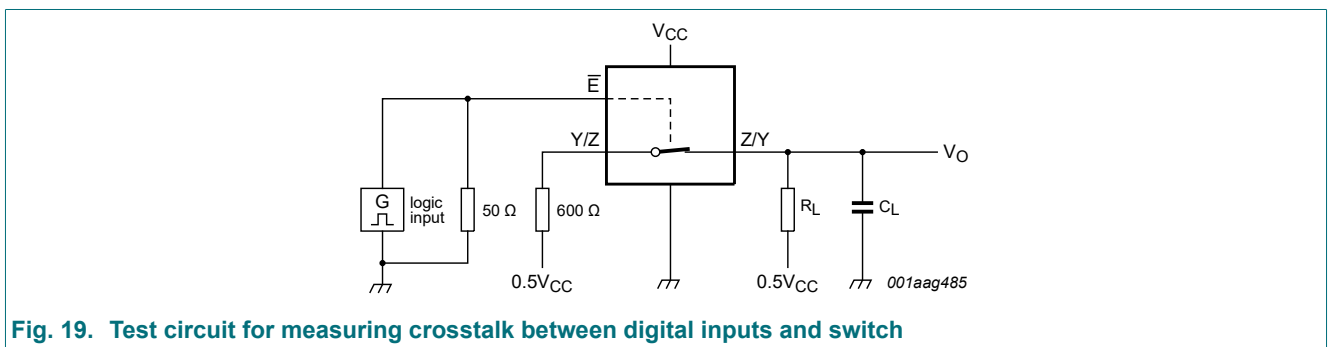 VCC
E
Y/Z
Z/Y
VO
G
logic
input
50 Ω
600 Ω
RL
CL
0.5VCC
0.5VCC
001aag485
Fig. 19. Test circuit for measuring crosstalk between digital inputs and switch